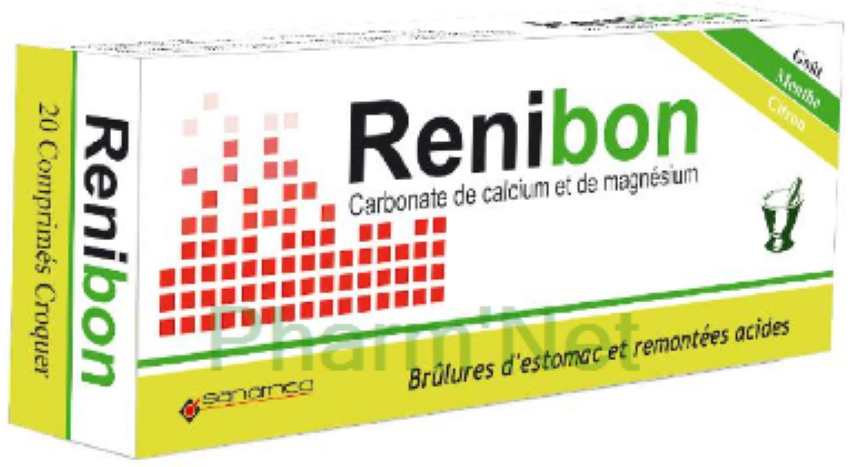 Renibon
20 Comprimés Croquer
Goût
Menthe
Citron
Renibon
Carbonate de calcium et de magnésium
Pharm'Net
Brûlures d'estomac et remontées acides
sanamed